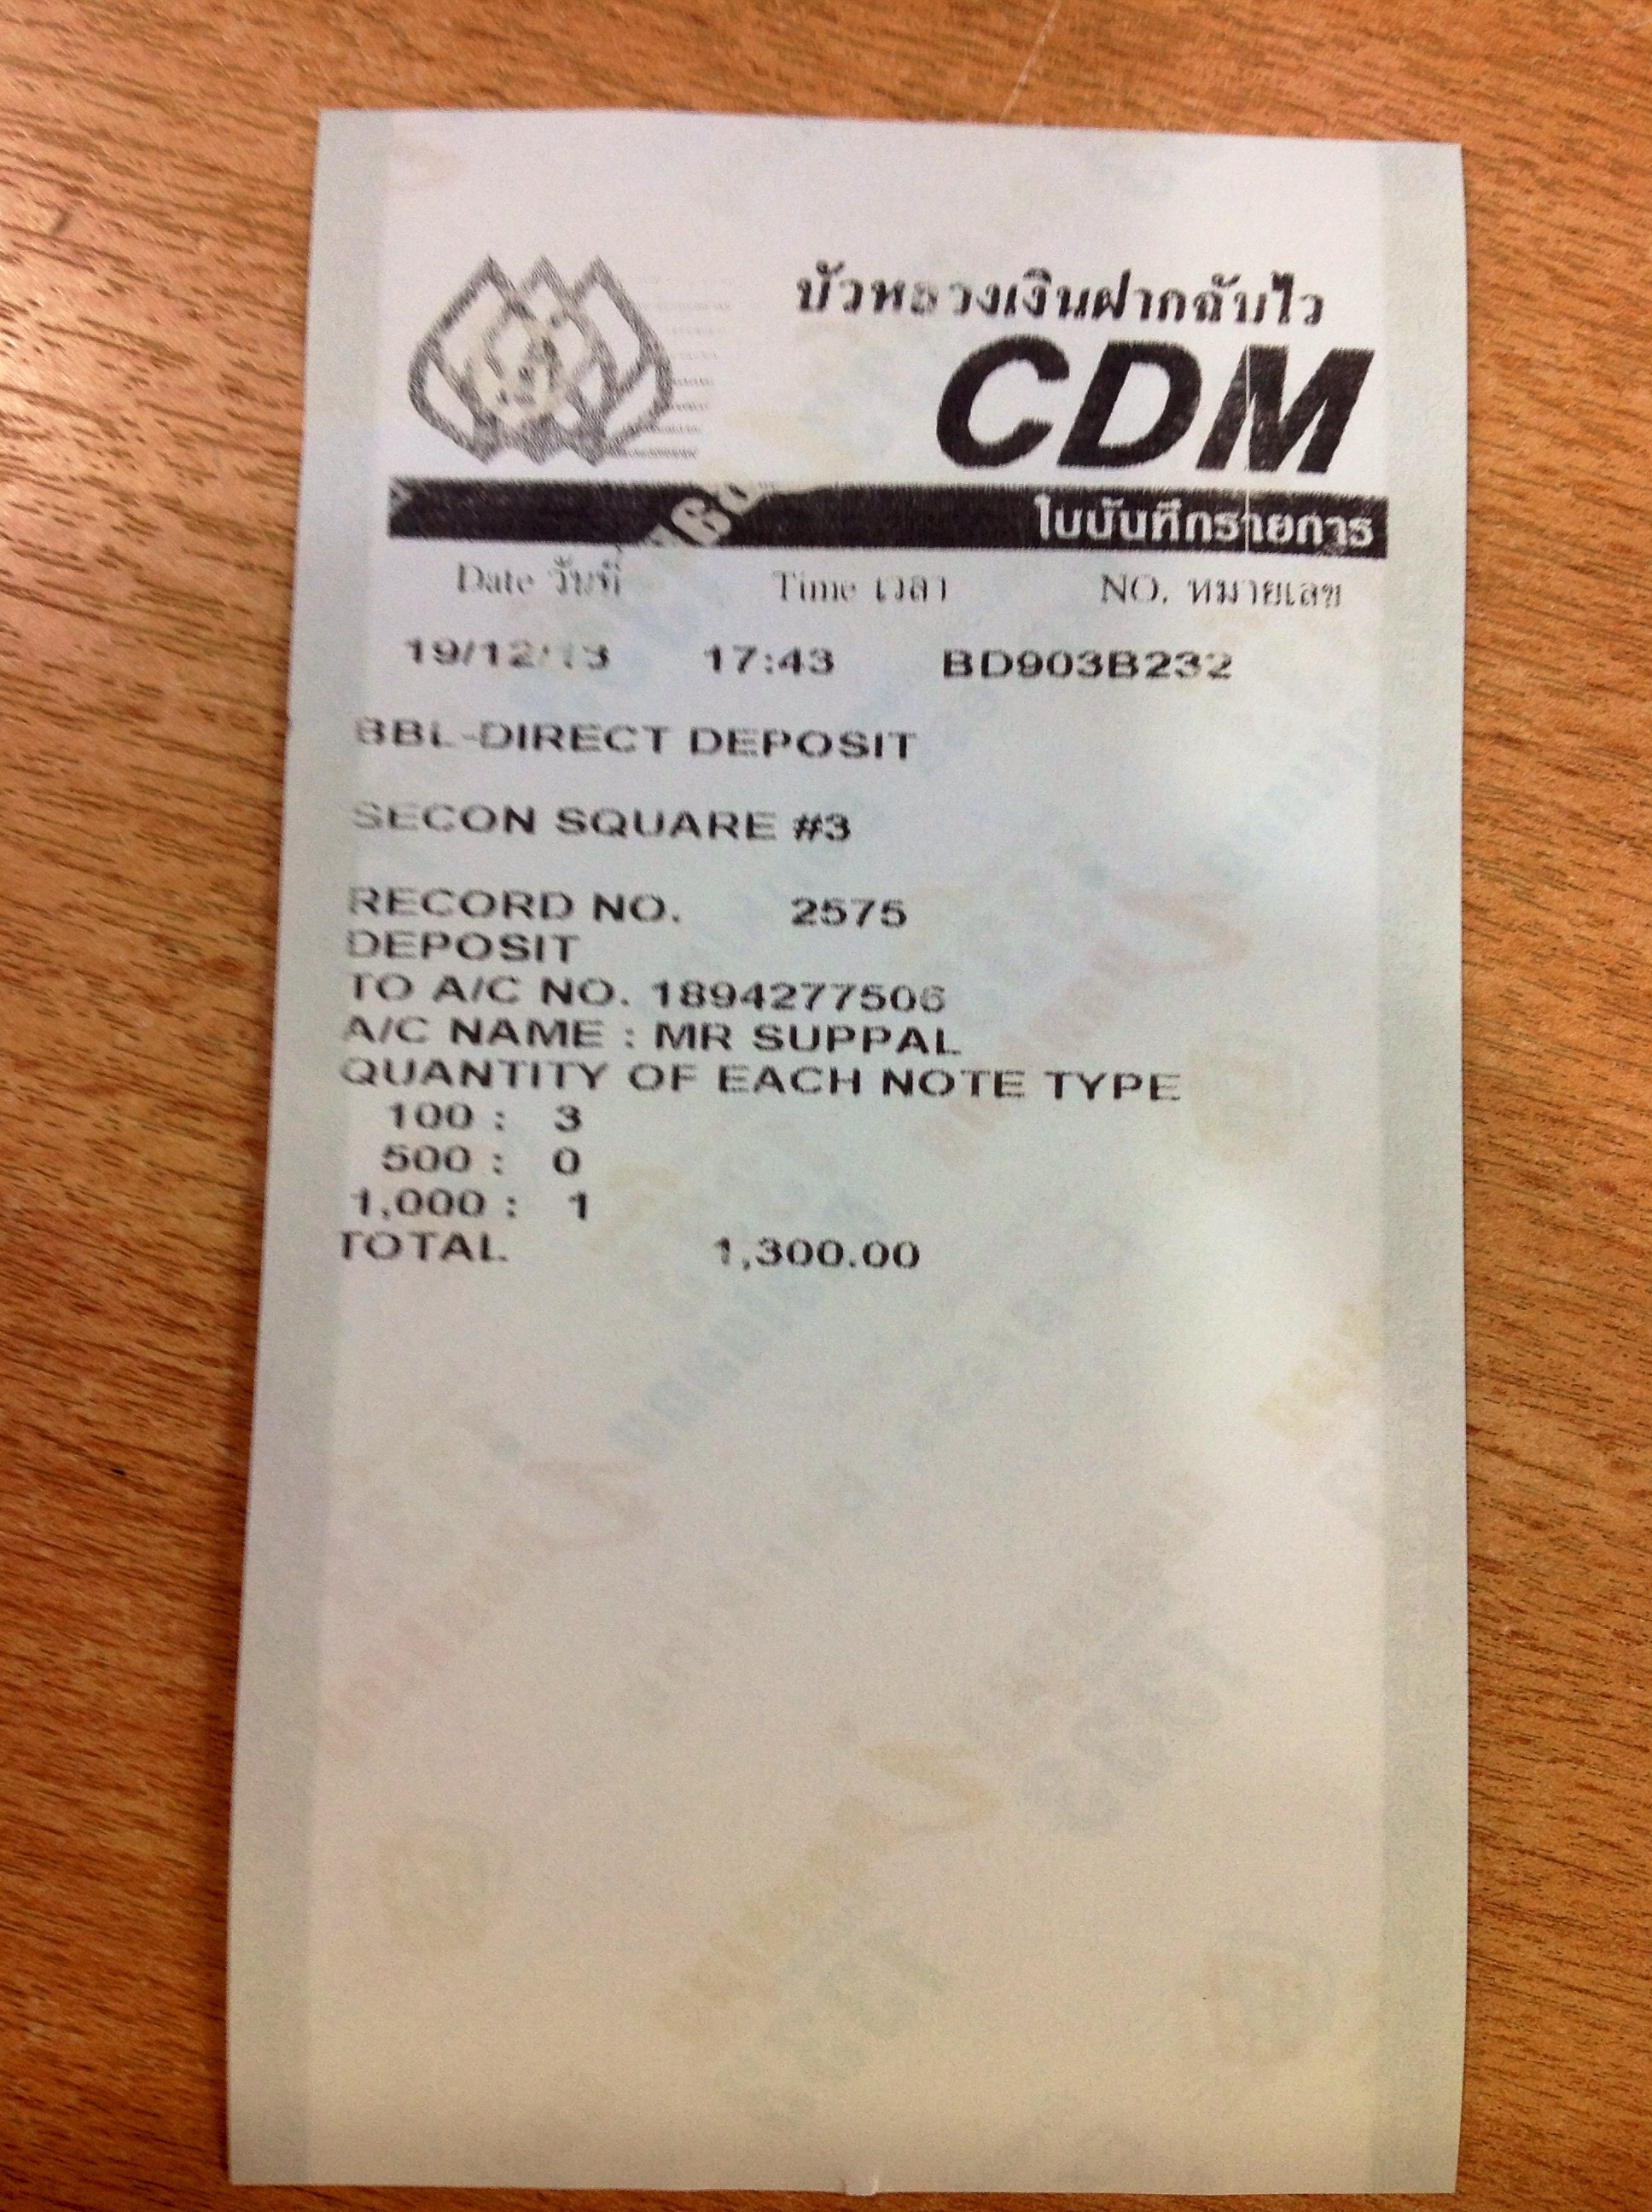 บัวหลวงเงินฝากฉับไว
CDM
ใบบันทึกรายการ
Date วันที่ Time เวลา NO. หมายเลข
19/12/13 17:43 BD903B232
BBL-DIRECT DEPOSIT
SECON SQUARE #3
RECORD NO. 2575
DEPOSIT
TO A/C NO. 1894277506
A/C NAME : MR SUPPAL
QUANTITY OF EACH NOTE TYPE
100 : 3
500 : 0
1,000 : 1
TOTAL 1,300.00